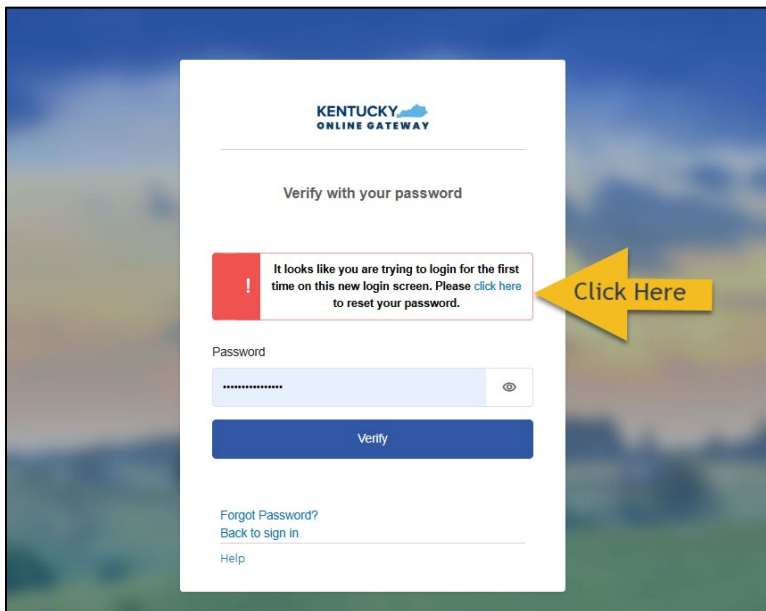 KENTUCKY
ONLINE GATEWAY
Verify with your password
!
It looks like you are trying to login for the first
time on this new login screen. Please click here
to reset your password.
Click Here
Password
••••••••••••••••
Verify
Forgot Password?
Back to sign in
Help